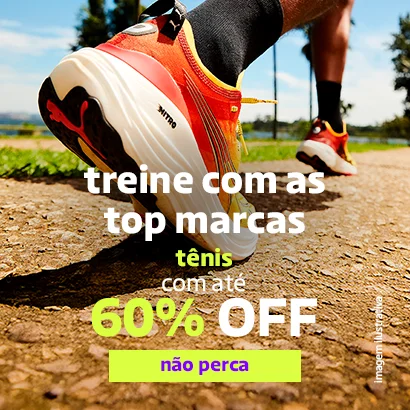 NITRO
treine com as
top marcas
tênis
com até
60% OFF
não perca
imagem ilustrativa